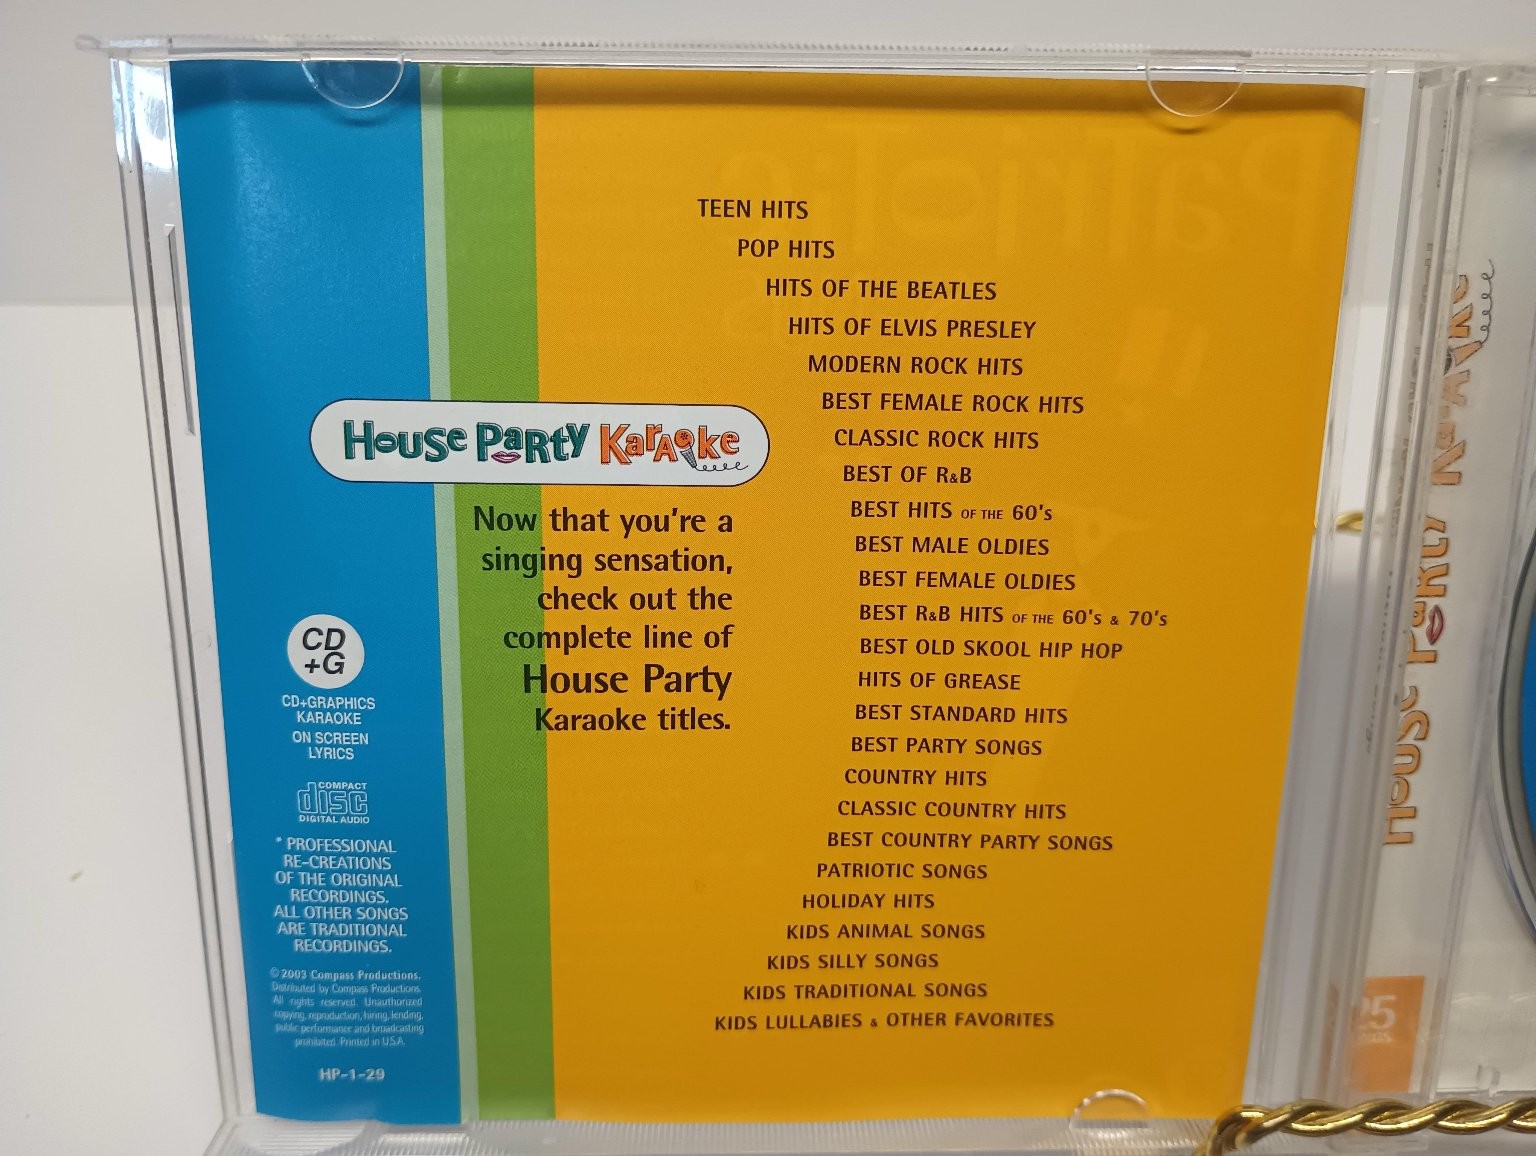 TEEN HITS
POP HITS
HITS OF THE BEATLES
HITS OF ELVIS PRESLEY
MODERN ROCK HITS
BEST FEMALE ROCK HITS
CLASSIC ROCK HITS
BEST OF R&B
BEST HITS OF THE 60's
BEST MALE OLDIES
BEST FEMALE OLDIES
BEST R&B HITS OF THE 60's & 70's
BEST OLD SKOOL HIP HOP
HITS OF GREASE
BEST STANDARD HITS
BEST PARTY SONGS
COUNTRY HITS
CLASSIC COUNTRY HITS
BEST COUNTRY PARTY SONGS
PATRIOTIC SONGS
HOLIDAY HITS
KIDS ANIMAL SONGS
KIDS SILLY SONGS
KIDS TRADITIONAL SONGS
KIDS LULLABIES & OTHER FAVORITES
House Party Karaoke
Now that you're a
singing sensation,
check out the
complete line of
House Party
Karaoke titles.
CD
+G
CD+GRAPHICS
KARAOKE
ON SCREEN
LYRICS
COMPACT
disc
DIGITAL AUDIO
* PROFESSIONAL
RE-CREATIONS
OF THE ORIGINAL
RECORDINGS.
ALL OTHER SONGS
ARE TRADITIONAL
RECORDINGS.
© 2003 Compass Productions.
Distributed by Compass Productions.
All rights reserved. Unauthorized
copying, reproduction, hiring, lending,
public performance and broadcasting
prohibited. Printed in U.S.A.
HP-1-29
House Party Karaoke
25